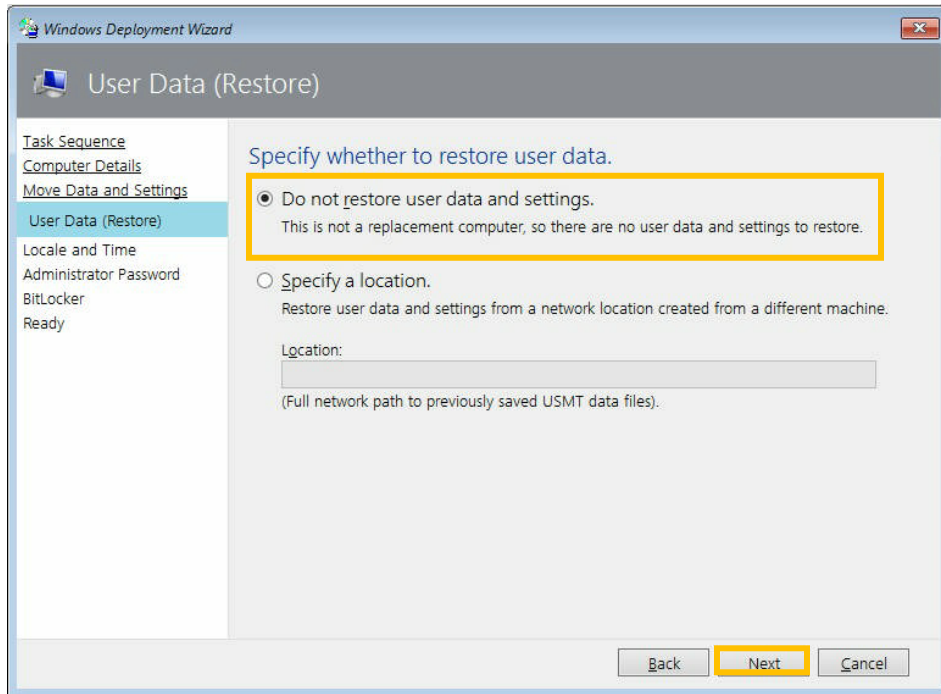 Windows Deployment Wizard
User Data (Restore)
Task Sequence
Computer Details
Move Data and Settings
User Data (Restore)
Locale and Time
Administrator Password
BitLocker
Ready
Specify whether to restore user data.
Do not restore user data and settings.
This is not a replacement computer, so there are no user data and settings to restore.
Specify a location.
Restore user data and settings from a network location created from a different machine.
Location:
(Full network path to previously saved USMT data files).
Back Next Cancel